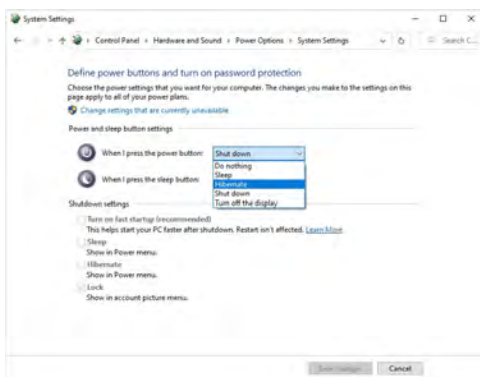 System Settings
Control Panel › Hardware and Sound › Power Options › System Settings
Search C...
Define power buttons and turn on password protection
Choose the power settings that you want for your computer. The changes you make to the settings on this
page apply to all of your power plans.
Change settings that are currently unavailable
Power and sleep button settings
When I press the power button: Shut down
Do nothing
Sleep
Hibernate
Shut down
Turn off the display
When I press the sleep button:
Shutdown settings
Turn on fast startup (recommended)
This helps start your PC faster after shutdown. Restart isn't affected. Learn More
Sleep
Show in Power menu.
Hibernate
Show in Power menu.
Lock
Show in account picture menu.
Save changes
Cancel